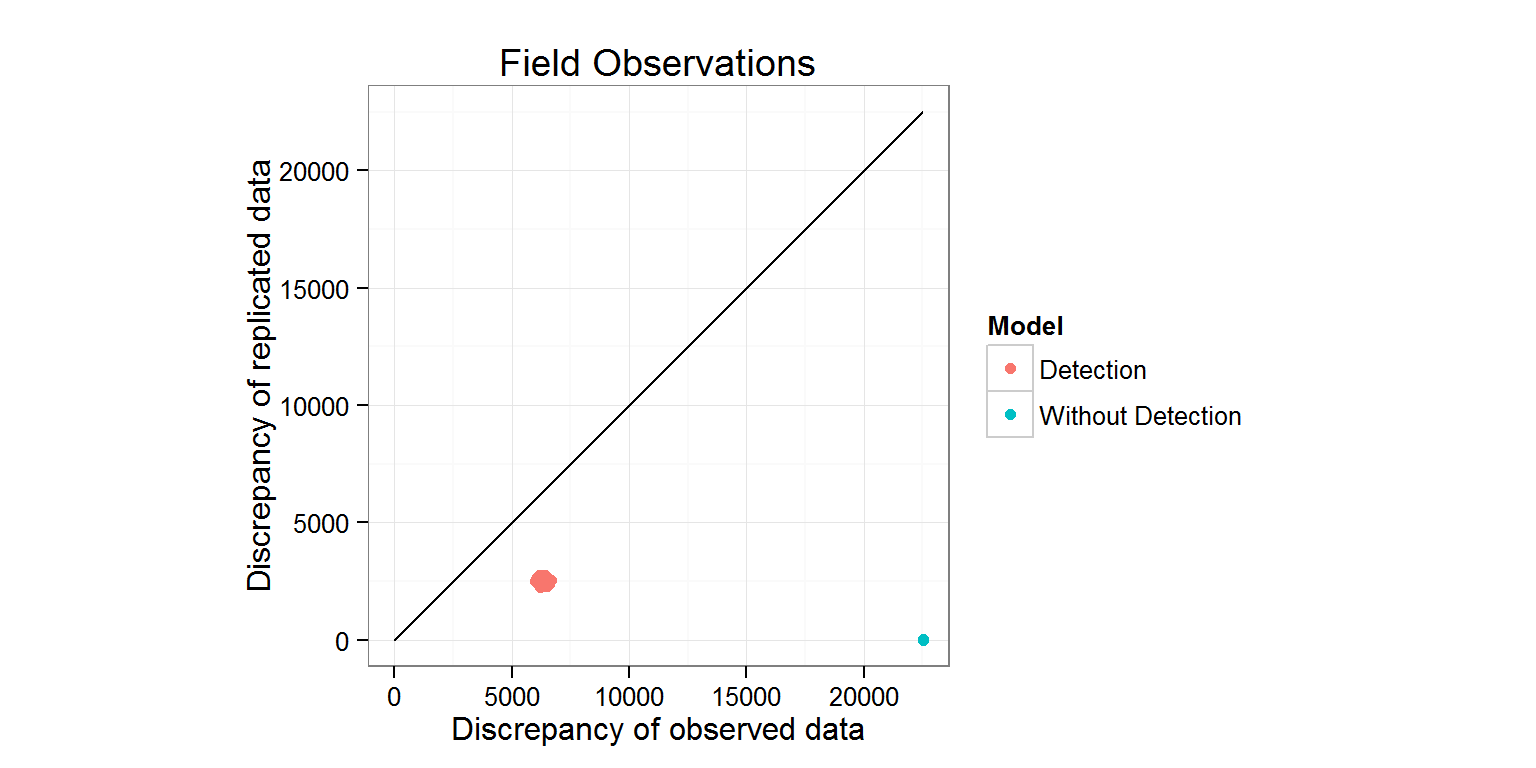 Field Observations
Discrepancy of replicated data
20000
15000
10000
5000
0
0 5000 10000 15000 20000
Discrepancy of observed data
Model
Detection
Without Detection